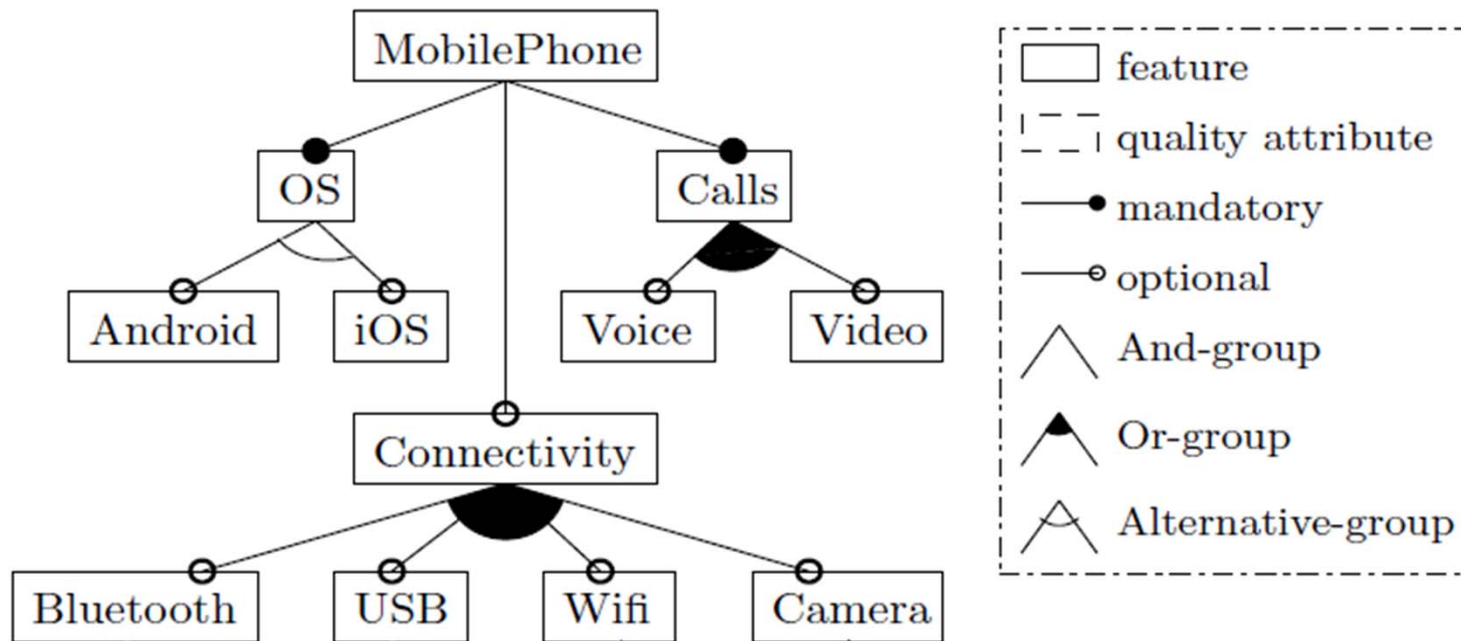 MobilePhone
OS
Calls
Android
iOS
Voice
Video
Connectivity
Bluetooth
USB
Wifi
Camera
feature
quality attribute
mandatory
optional
And-group
Or-group
Alternative-group